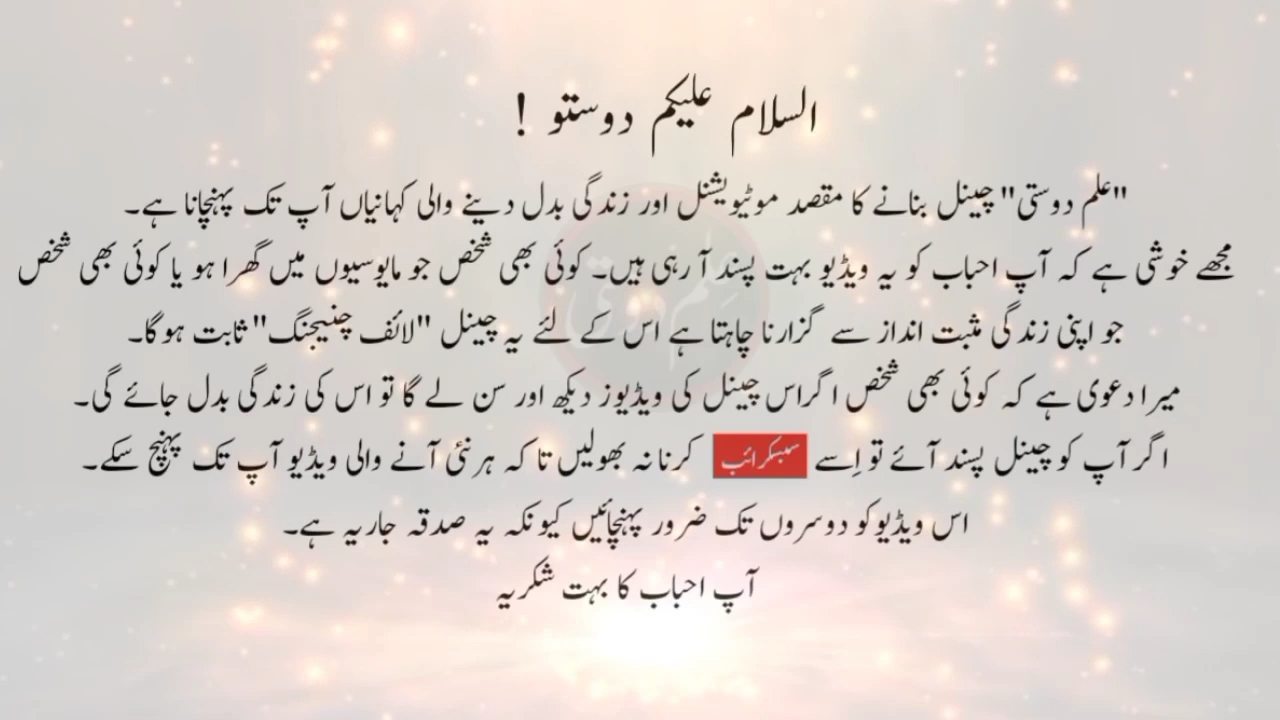 السلام علیکم دوستو !
"علم دوستی" چینل بنانے کا مقصد موٹیویشنل اور زندگی بدل دینے والی کہانیاں آپ تک پہنچانا ہے۔
مجھے خوشی ہے کہ آپ احباب کو یہ ویڈیو بہت پسند آ رہی ہیں۔ کوئی بھی شخص جو مایوسیوں میں گھرا ہو یا کوئی بھی شخص
جو اپنی زندگی مثبت انداز سے گزارنا چاہتا ہے اس کے لئے یہ چینل "لائف چنیجنگ" ثابت ہوگا۔
میرا دعوی ہے کہ کوئی بھی شخص اگر اس چینل کی ویڈیوز دیکھ اور سن لے گا تو اس کی زندگی بدل جائے گی۔
اگر آپ کو چینل پسند آئے تو اِسے سبسکرائب کرنا نہ بھولیں تا کہ ہر نئی آنے والی ویڈیو آپ تک پہنچ سکے۔
اس ویڈیو کو دوسروں تک ضرور پہنچائیں کیونکہ یہ صدقہ جاریہ ہے۔
آپ احباب کا بہت شکریہ
علم دوستی